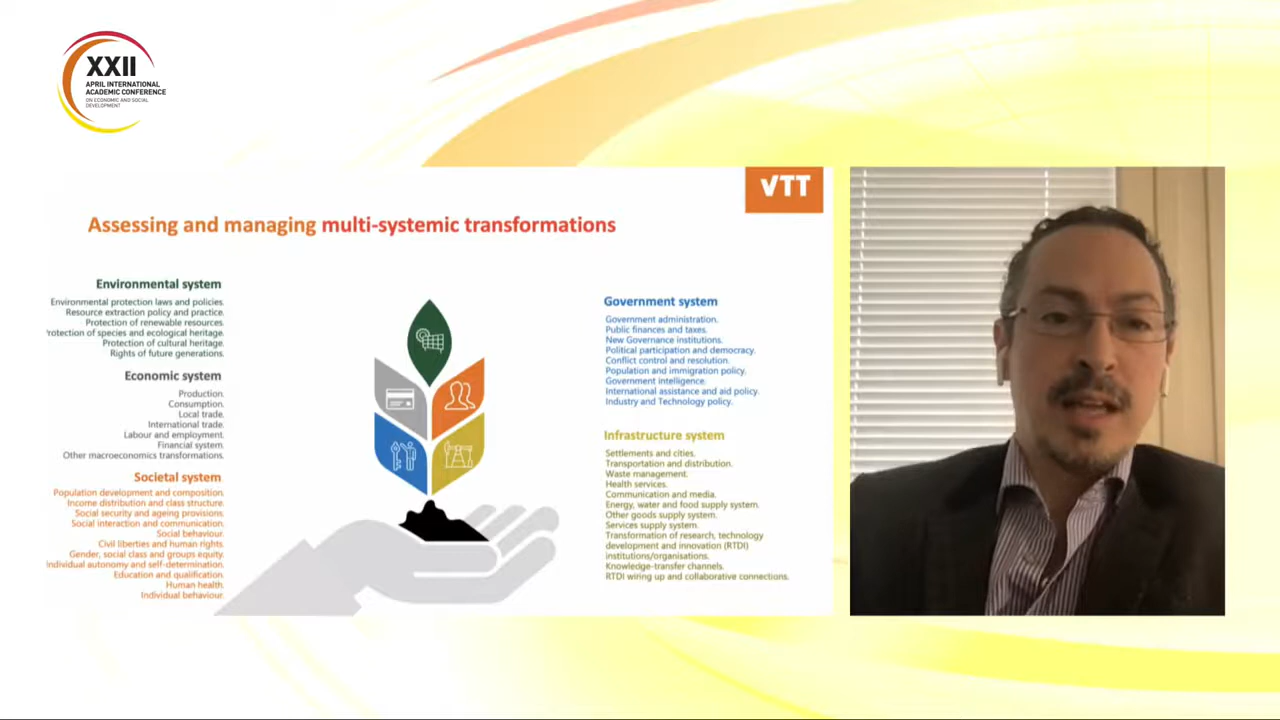 XXII
APRIL INTERNATIONAL
ACADEMIC CONFERENCE
ON ECONOMIC AND SOCIAL
DEVELOPMENT
VTT
Assessing and managing multi-systemic transformations
Environmental system
Environmental protection laws and policies.
Resource extraction policy and practice.
Protection of renewable resources.
rotection of species and ecological heritage.
Protection of cultural heritage.
Rights of future generations.
Economic system
Production.
Consumption.
Local trade.
International trade.
Labour and employment.
Financial system.
Other macroeconomics transformations.
Societal system
Population development and composition.
Income distribution and class structure.
Social security and ageing provisions.
Social interaction and communication.
Social behaviour.
Civil liberties and human rights.
Gender, social class and groups equity.
Individual autonomy and self-determination.
Education and qualification.
Human health.
Individual behaviour.
Government system
Government administration.
Public finances and taxes.
New Governance institutions.
Political participation and democracy.
Conflict control and resolution.
Population and immigration policy.
Government intelligence.
International assistance and aid policy.
Industry and Technology policy.
Infrastructure system
Settlements and cities.
Transportation and distribution.
Waste management.
Health services.
Communication and media.
Energy, water and food supply system.
Other goods supply system.
Services supply system.
Transformation of research, technology
development and innovation (RTDI)
institutions/organisations.
Knowledge-transfer channels.
RTDI wiring up and collaborative connections.